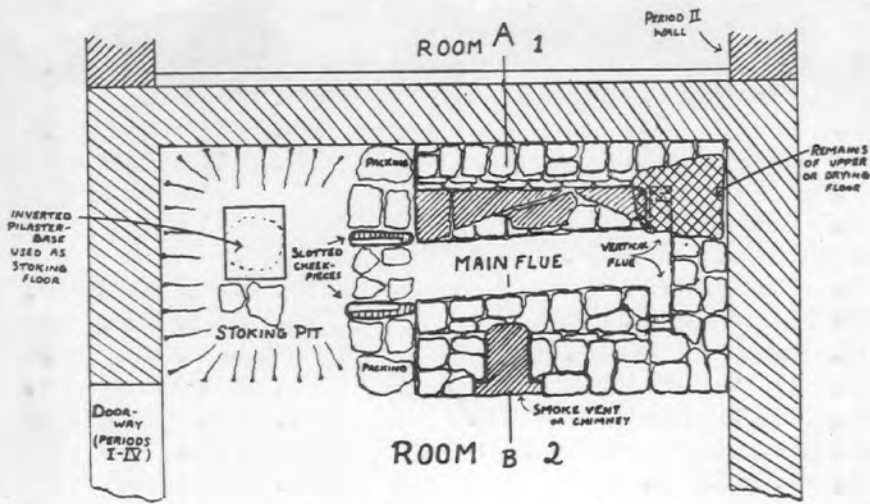 ROOM A 1
PERIOD II
WALL
PACKING
REMAINS
OF UPPER
OR DRYING
FLOOR
INVERTED
PILASTER-
BASE
USED AS
STOKING
FLOOR
SLOTTED
CHEEK-
PIECES
MAIN FLUE
VERTICAL
FLUE
STOKING PIT
PACKING
DOOR-
WAY
(PERIODS
I-IV)
SMOKE VENT
OR CHIMNEY
ROOM B 2